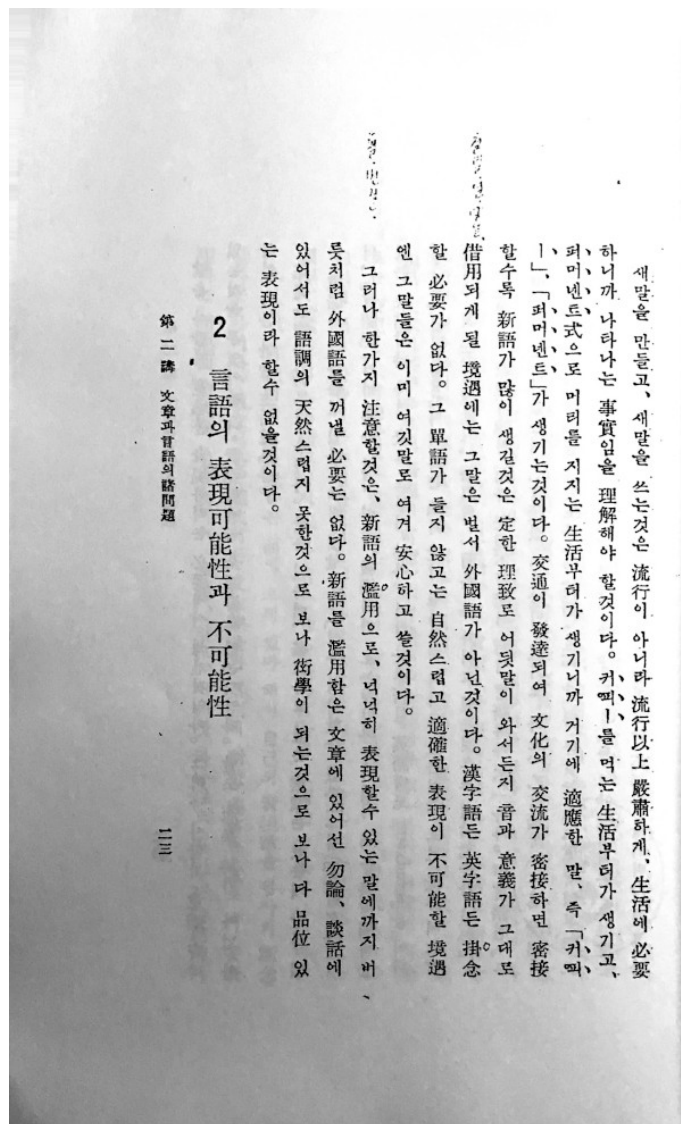 새말을 만들고, 새말을 쓰는것은 流行이 아니라 流行以上 嚴肅하게, 生活에 必要
하니까 나타나는 事實임을 理解해야 할것이다. 커피ー를 먹는 生活부터가 생기고,
퍼머넨트式으로 머리를 지지는 生活부터가 생기니까 거기에 適應한 말, 즉 「커피
ー」, 「퍼머넨트」가 생기는것이다. 交通이 發達되여 文化의 交流가 密接하면 密接
할수록 新語가 많이 생길것은 定한 理致로 어딋말이 와서든지 音과 意義가 그대로
借用되게 될 境遇에는 그말은 벌서 外國語가 아닌것이다. 漢字語든 英字語든 掛念
할 必要가 없다. 그 單語가 들지 않고는 自然스럽고 適確한 表現이 不可能할 境遇
엔 그말들은 이미 여깃말로 여겨 安心하고 쓸것이다.
그러나 한가지 注意할것은, 新語의 濫用으로, 넉넉히 表現할수 있는 말에까지 버
릇처럼 外國語를 꺼낼 必要는 없다. 新語를 濫用함은 文章에 있어선 勿論, 談話에
있어서도 語調의 天然스럽지 못한것으로 보나 衒學이 되는것으로 보나 다 品位 있
는 表現이라 할수 없을것이다.
2 言語의 表現可能性과 不可能性
第二講 文章과 言語의 諸問題
二三